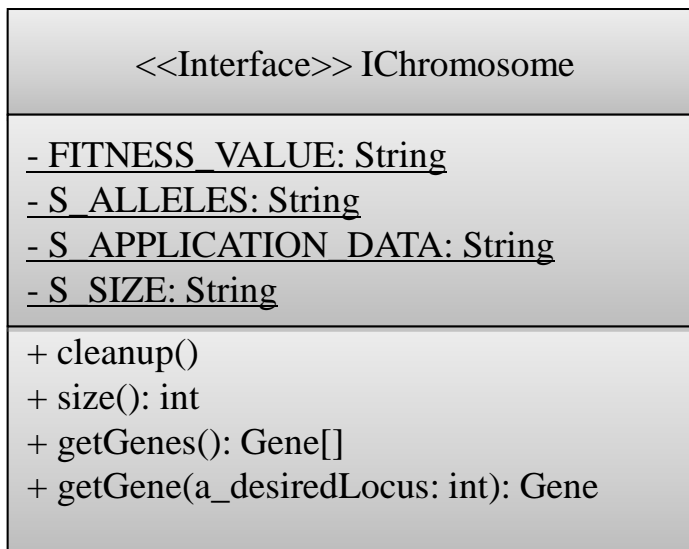 <<Interface>> IChromosome
- FITNESS_VALUE: String
- S_ALLELES: String
- S_APPLICATION_DATA: String
- S_SIZE: String
+ cleanup()
+ size(): int
+ getGenes(): Gene[]
+ getGene(a_desiredLocus: int): Gene